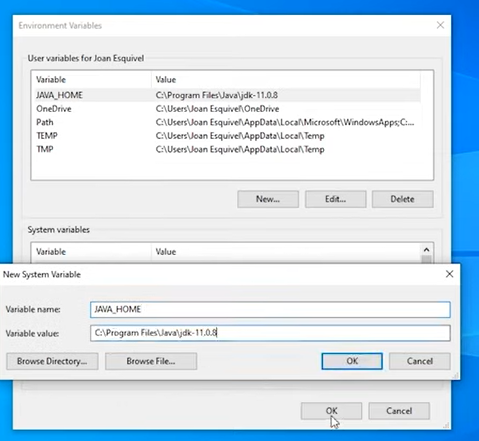 Environment Variables
User variables for Joan Esquivel
Variable Value
JAVA_HOME C:\Program Files\Java\jdk-11.0.8
OneDrive C:\Users\Joan Esquivel\OneDrive
Path C:\Users\Joan Esquivel\AppData\Local\Microsoft\WindowsApps;C:...
TEMP C:\Users\Joan Esquivel\AppData\Local\Temp
TMP C:\Users\Joan Esquivel\AppData\Local\Temp
New... Edit... Delete
System variables
Variable Value
New System Variable
Variable name: JAVA_HOME
Variable value: C:\Program Files\Java\jdk-11.0.8
Browse Directory... Browse File... OK Cancel
OK Cancel